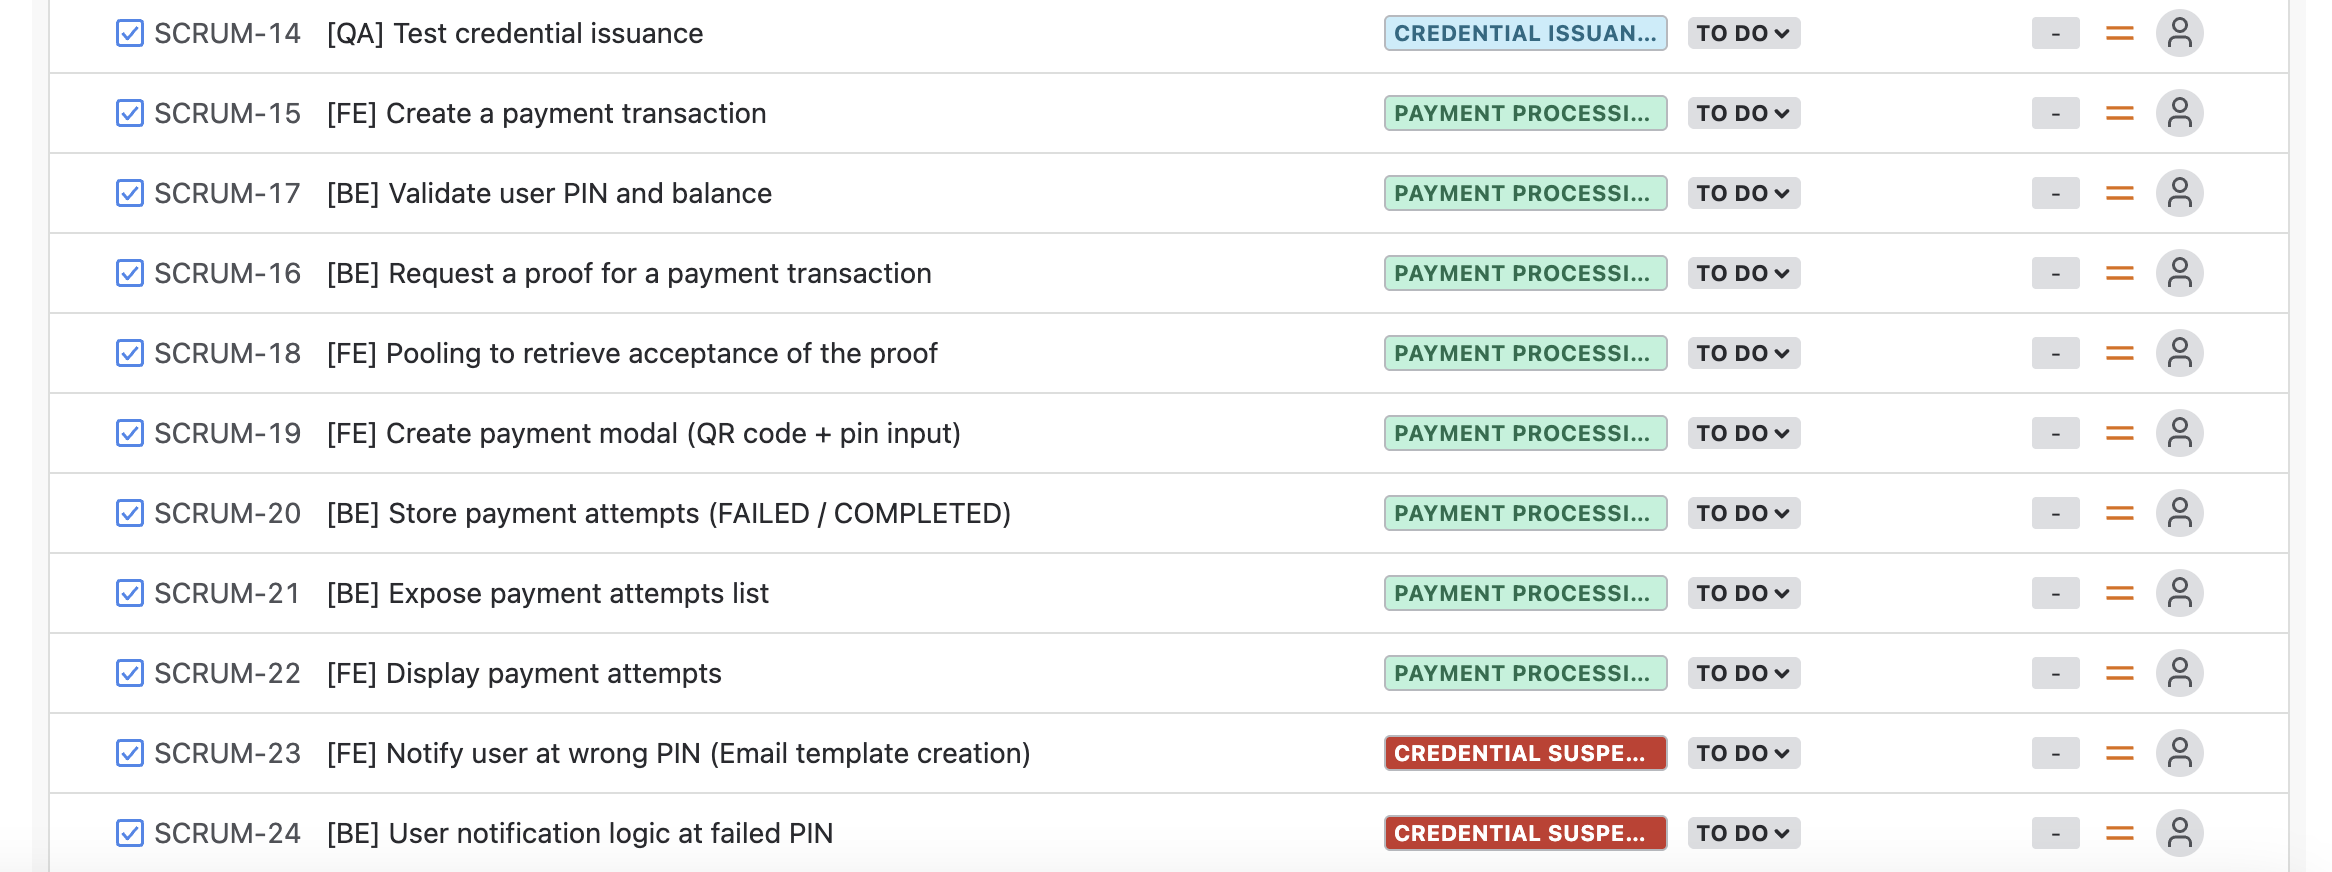 SCRUM-14 [QA] Test credential issuance CREDENTIAL ISSUAN... TO DO -
SCRUM-15 [FE] Create a payment transaction PAYMENT PROCESSI... TO DO -
SCRUM-17 [BE] Validate user PIN and balance PAYMENT PROCESSI... TO DO -
SCRUM-16 [BE] Request a proof for a payment transaction PAYMENT PROCESSI... TO DO -
SCRUM-18 [FE] Pooling to retrieve acceptance of the proof PAYMENT PROCESSI... TO DO -
SCRUM-19 [FE] Create payment modal (QR code + pin input) PAYMENT PROCESSI... TO DO -
SCRUM-20 [BE] Store payment attempts (FAILED / COMPLETED) PAYMENT PROCESSI... TO DO -
SCRUM-21 [BE] Expose payment attempts list PAYMENT PROCESSI... TO DO -
SCRUM-22 [FE] Display payment attempts PAYMENT PROCESSI... TO DO -
SCRUM-23 [FE] Notify user at wrong PIN (Email template creation) CREDENTIAL SUSPE... TO DO -
SCRUM-24 [BE] User notification logic at failed PIN CREDENTIAL SUSPE... TO DO -